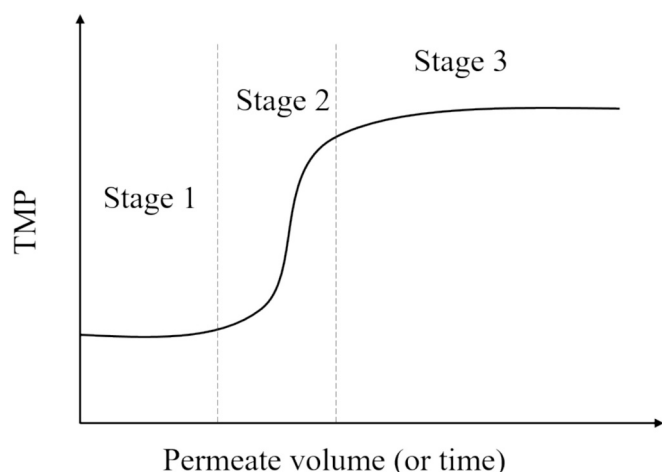 Stage 3
Stage 2
Stage 1
TMP
Permeate volume (or time)